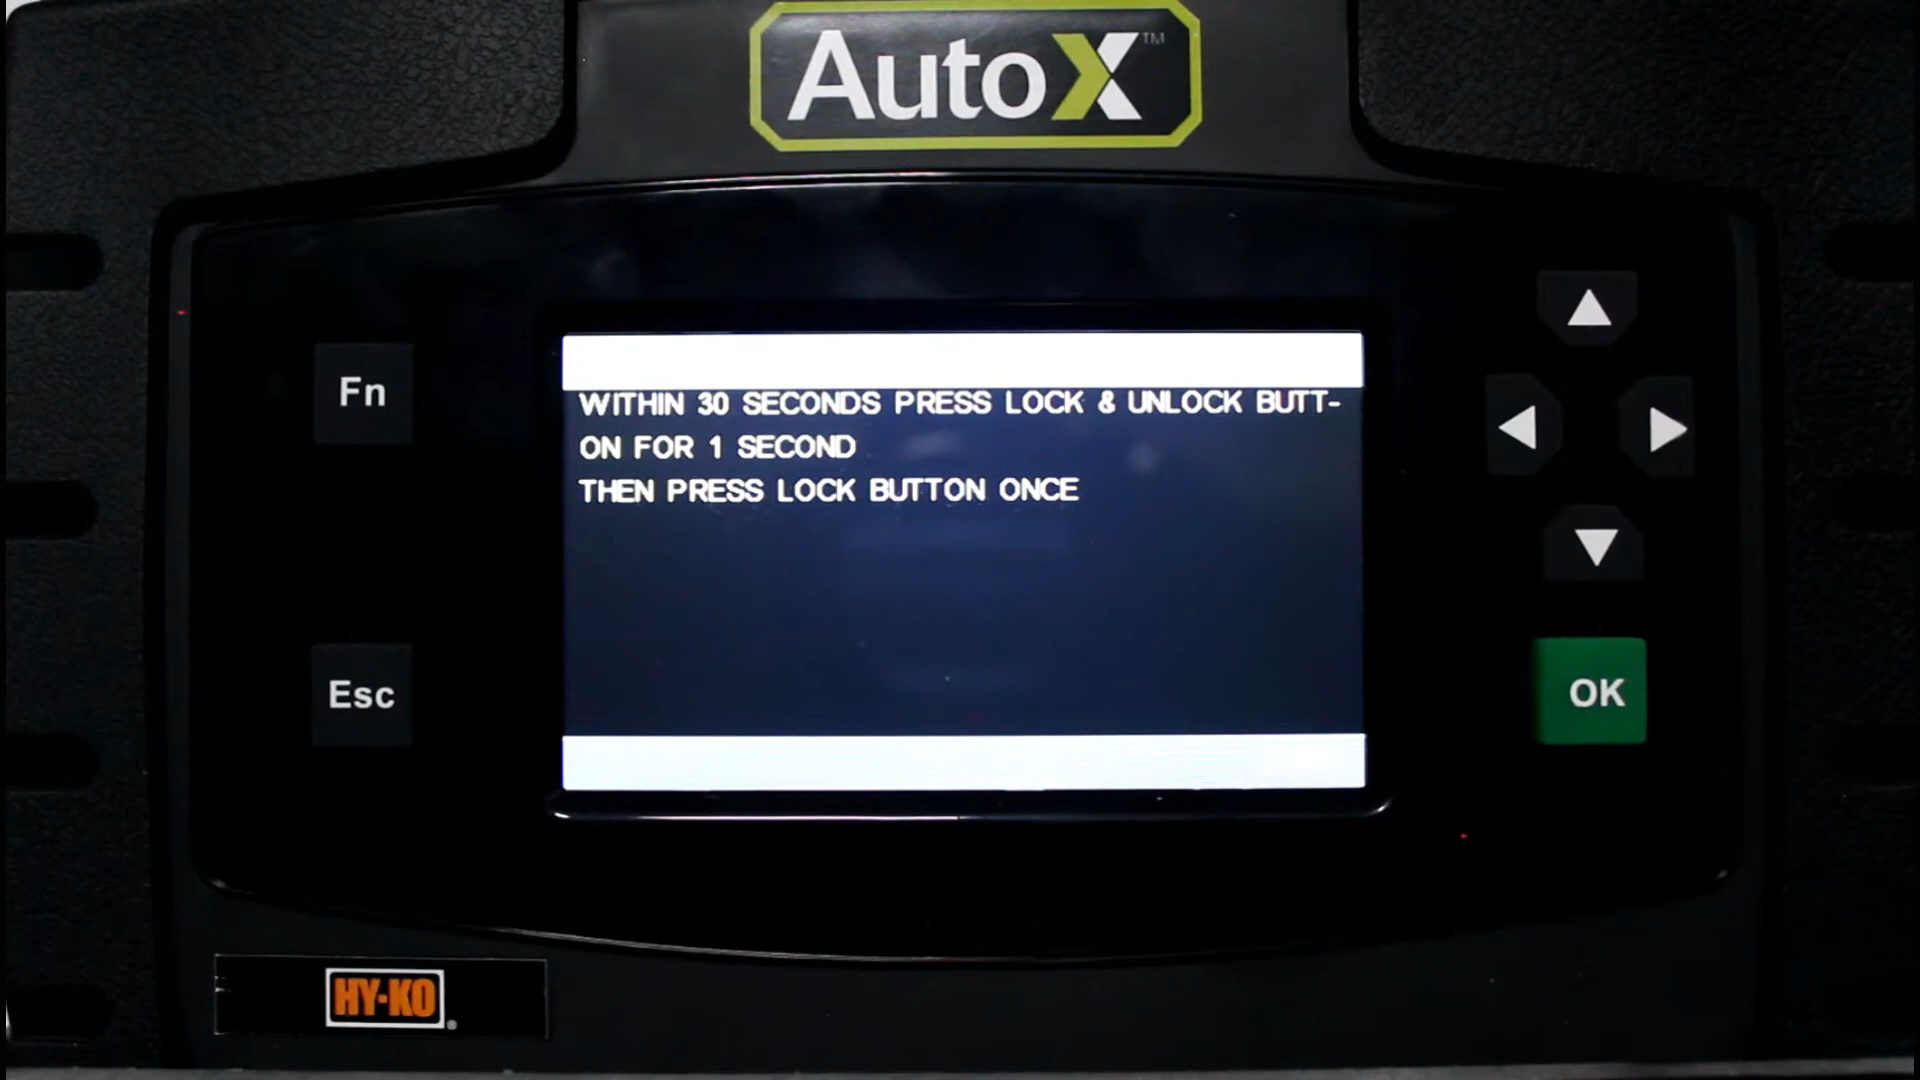 AutoX™
Fn
WITHIN 30 SECONDS PRESS LOCK & UNLOCK BUTT-
ON FOR 1 SECOND
THEN PRESS LOCK BUTTON ONCE
Esc
OK
HY-KO®